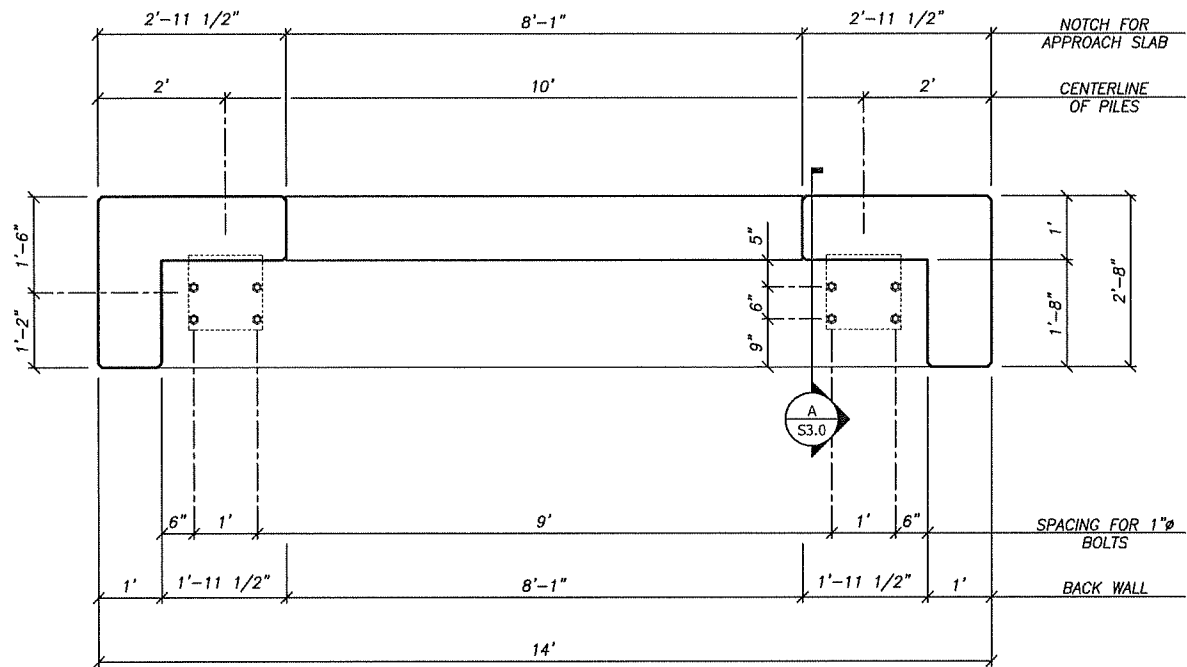 2'-11 1/2"
8'-1"
2'-11 1/2"
NOTCH FOR
APPROACH SLAB
2'
10'
2'
CENTERLINE
OF PILES
1'-6"
1'-2"
5"
6"
9"
1'
1'-8"
2'-8"
A
S3.0
6"
1'
9'
1'
6"
SPACING FOR 1"ø
BOLTS
1'
1'-11 1/2"
8'-1"
1'-11 1/2"
1'
BACK WALL
14'